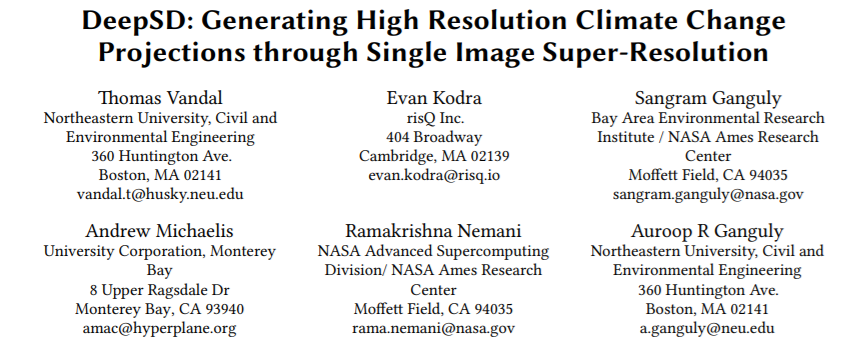 DeepSD: Generating High Resolution Climate Change
Projections through Single Image Super-Resolution
Thomas Vandal
Northeastern University, Civil and
Environmental Engineering
360 Huntington Ave.
Boston, MA 02141
vandal.t@husky.neu.edu
Evan Kodra
risQ Inc.
404 Broadway
Cambridge, MA 02139
evan.kodra@risq.io
Sangram Ganguly
Bay Area Environmental Research
Institute / NASA Ames Research
Center
Moffett Field, CA 94035
sangram.ganguly@nasa.gov
Andrew Michaelis
University Corporation, Monterey
Bay
8 Upper Ragsdale Dr
Monterey Bay, CA 93940
amac@hyperplane.org
Ramakrishna Nemani
NASA Advanced Supercomputing
Division/ NASA Ames Research
Center
Moffett Field, CA 94035
rama.nemani@nasa.gov
Auroop R Ganguly
Northeastern University, Civil and
Environmental Engineering
360 Huntington Ave.
Boston, MA 02141
a.ganguly@neu.edu